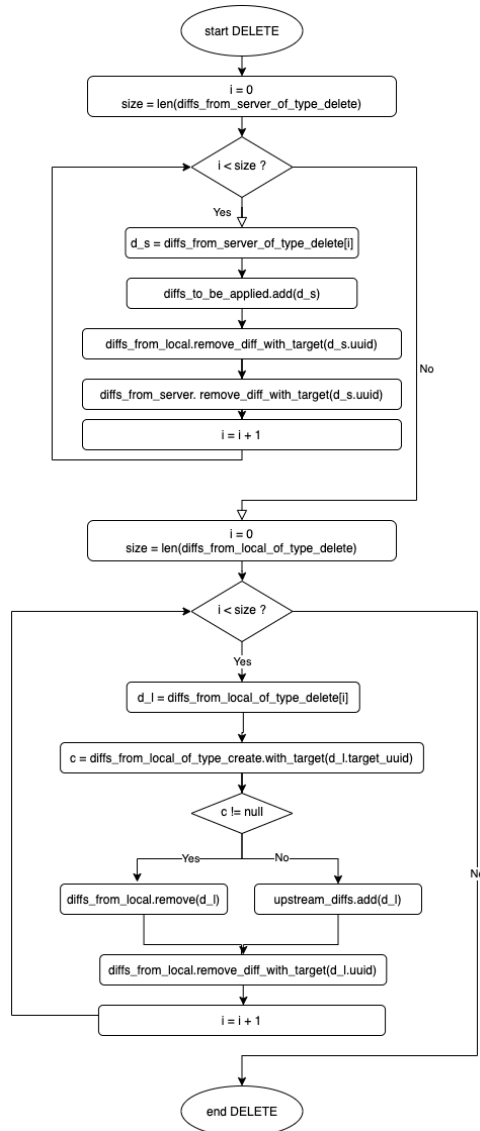 start DELETE
i = 0
size = len(diffs_from_server_of_type_delete)
i < size ?
Yes
d_s = diffs_from_server_of_type_delete[i]
diffs_to_be_applied.add(d_s)
diffs_from_local.remove_diff_with_target(d_s.uuid)
No
diffs_from_server. remove_diff_with_target(d_s.uuid)
i = i + 1
i = 0
size = len(diffs_from_local_of_type_delete)
i < size ?
Yes
d_l = diffs_from_local_of_type_delete[i]
c = diffs_from_local_of_type_create.with_target(d_l.target_uuid)
c != null
Yes
No
No
diffs_from_local.remove(d_l)
upstream_diffs.add(d_l)
diffs_from_local.remove_diff_with_target(d_l.uuid)
i = i + 1
end DELETE